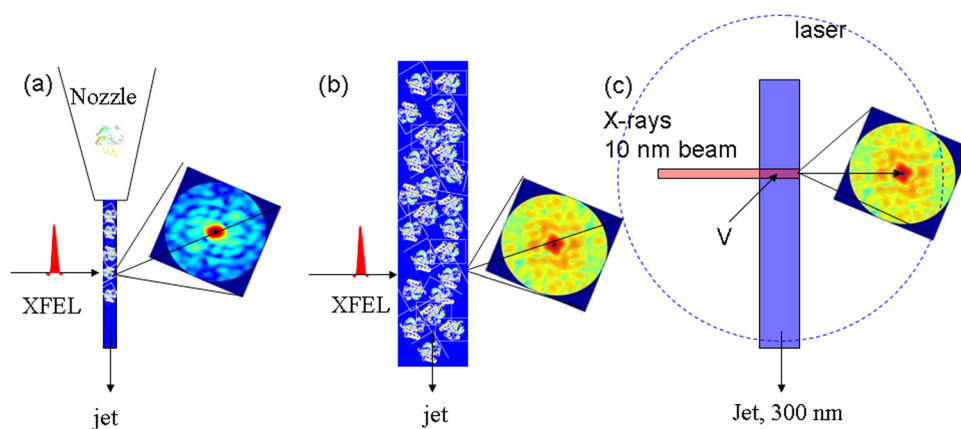 (a)
Nozzle
XFEL
jet
(b)
XFEL
jet
laser
(c)
X-rays
10 nm beam
V
Jet, 300 nm